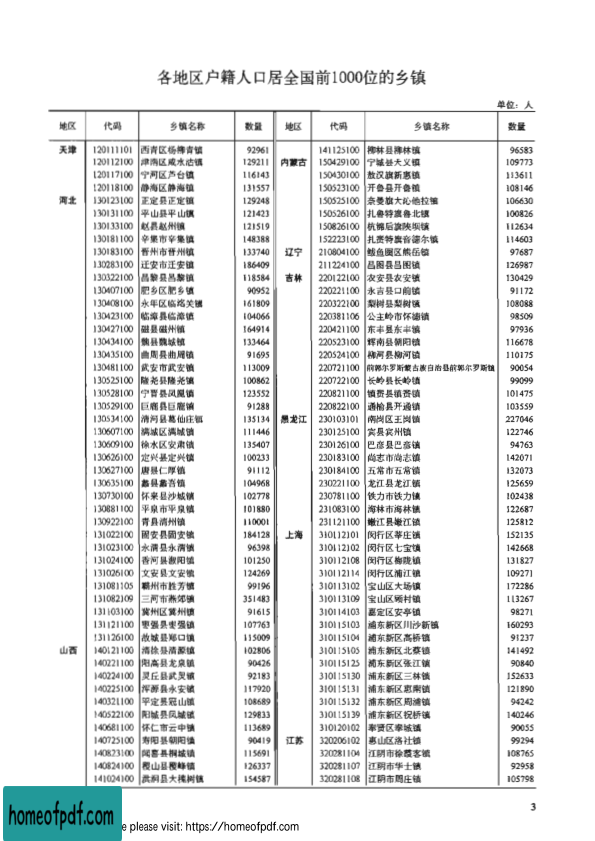 各地区户籍人口居全国前1000位的乡镇
单位：人
地区 代码 乡镇名称 数量 地区 代码 乡镇名称 数量
天津 120111101 西青区杨柳青镇 92961 141125100 柳林县柳林镇 96583
120112100 津南区咸水沽镇 129211 内蒙古 150429100 宁城县天义镇 109773
120117100 宁河区芦台镇 116143 150430100 敖汉旗新惠镇 113611
120118100 静海区静海镇 131557 150523100 开鲁县开鲁镇 108146
河北 130123100 正定县正定镇 129248 150525100 奈曼旗大沁他拉镇 106630
130131100 平山县平山镇 121423 150526100 扎鲁特旗鲁北镇 100826
130133100 赵县赵州镇 121519 150826100 杭锦后旗陕坝镇 112634
130181100 辛集市辛集镇 148388 152223100 扎赉特旗音德尔镇 114603
130183100 晋州市晋州镇 133740 辽宁 210804100 鲅鱼圈区熊岳镇 97687
130283100 迁安市迁安镇 186409 211224100 昌图县昌图镇 126987
130322100 昌黎县昌黎镇 118584 吉林 220122100 农安县农安镇 130429
130407100 肥乡区肥乡镇 90952 220221100 永吉县口前镇 91172
130408100 永年区临洺关镇 161809 220322100 梨树县梨树镇 108088
130423100 临漳县临漳镇 104066 220381106 公主岭市怀德镇 98509
130427100 磁县磁州镇 164914 220421100 东丰县东丰镇 97936
130434100 魏县魏城镇 133464 220523100 辉南县朝阳镇 116678
130435100 曲周县曲周镇 91695 220524100 柳河县柳河镇 110175
130481100 武安市武安镇 113009 220721100 前郭尔罗斯蒙古族自治县前郭尔罗斯镇 90054
130525100 隆尧县隆尧镇 100862 220722100 长岭县长岭镇 99099
130528100 宁晋县凤凰镇 123552 220821100 镇赉县镇赉镇 101475
130529100 巨鹿县巨鹿镇 91288 220822100 通榆县开通镇 103559
130534100 清河县葛仙庄镇 135134 黑龙江 230103101 南岗区王岗镇 227046
130607100 满城区满城镇 111446 230125100 宾县宾州镇 122746
130609100 徐水区安肃镇 135407 230126100 巴彦县巴彦镇 94763
130626100 定兴县定兴镇 100233 230183100 尚志市尚志镇 142071
130627100 唐县仁厚镇 91112 230184100 五常市五常镇 132073
130635100 蠡县蠡吾镇 104968 230221100 龙江县龙江镇 125659
130730100 怀来县沙城镇 102778 230781100 铁力市铁力镇 102438
130881100 平泉市平泉镇 101880 231083100 海林市海林镇 122687
130922100 青县清州镇 110001 231121100 嫩江县嫩江镇 125812
131022100 固安县固安镇 184128 上海 310112101 闵行区莘庄镇 152135
131023100 永清县永清镇 96398 310112102 闵行区七宝镇 142668
131024100 香河县淑阳镇 101250 310112108 闵行区梅陇镇 131827
131026100 文安县文安镇 124269 310112114 闵行区浦江镇 109271
131081105 霸州市胜芳镇 99196 310113102 宝山区大场镇 172286
131082109 三河市燕郊镇 351483 310113109 宝山区顾村镇 113267
131103100 冀州区冀州镇 91615 310114103 嘉定区安亭镇 98271
131121100 枣强县枣强镇 107763 310115103 浦东新区川沙新镇 160293
131126100 故城县郑口镇 115009 310115104 浦东新区高桥镇 91237
山西 140121100 清徐县清源镇 102806 310115105 浦东新区北蔡镇 141492
140221100 阳高县龙泉镇 90426 310115125 浦东新区张江镇 90840
140224100 灵丘县武灵镇 92183 310115130 浦东新区三林镇 152633
140225100 浑源县永安镇 117920 310115131 浦东新区惠南镇 121890
140321100 平定县冠山镇 108689 310115132 浦东新区周浦镇 94242
140522100 阳城县凤城镇 129833 310115139 浦东新区祝桥镇 140246
140681100 怀仁市云中镇 113689 310120102 奉贤区奉城镇 90055
140725100 寿阳县朝阳镇 90419 江苏 320206102 惠山区洛社镇 99294
140823100 闻喜县桐城镇 115691 320281104 江阴市徐霞客镇 108765
140824100 稷山县稷峰镇 126337 320281107 江阴市华士镇 92958
141024100 洪洞县大槐树镇 154587 320281108 江阴市周庄镇 105798
3
homeofpdf.com
e please visit: https://homeofpdf.com